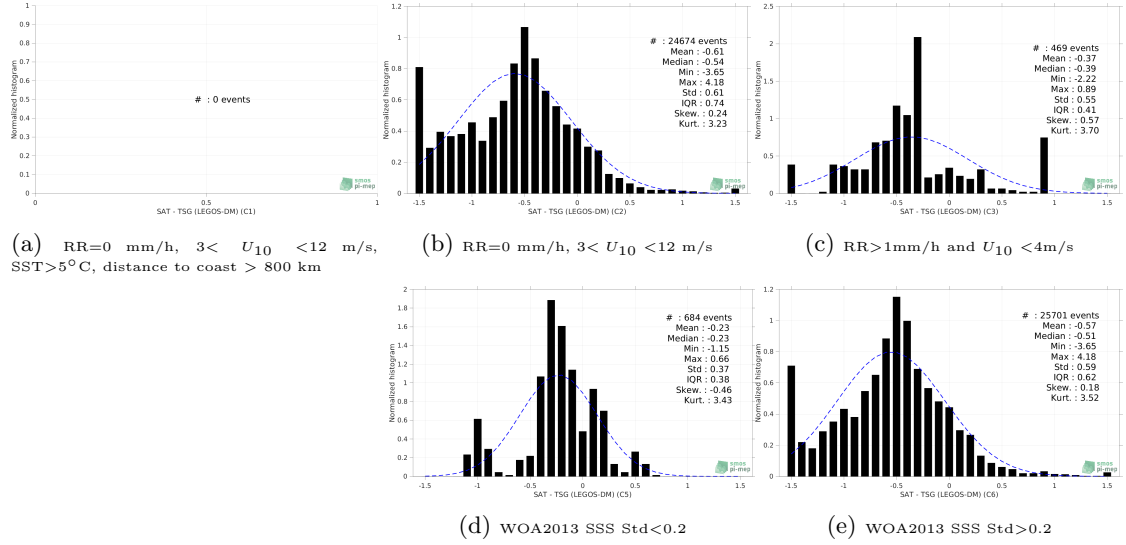 1
0.9
0.8
0.7
0.6
0.5
0.4
0.3
0.2
0.1
0
Normalized histogram
# : 0 events
0 0.5 1
SAT - TSG (LEGOS-DM) (C1)
smos
pi-mep
(a) RR=0 mm/h, 3< U10 <12 m/s,
SST>5°C, distance to coast > 800 km
1.2
1
0.8
0.6
0.4
0.2
0
Normalized histogram
# : 24674 events
Mean : -0.61
Median : -0.54
Min : -3.65
Max : 4.18
Std : 0.61
IQR : 0.74
Skew. : 0.24
Kurt. : 3.23
-1.5 -1 -0.5 0 0.5 1 1.5
SAT - TSG (LEGOS-DM) (C2)
smos
pi-mep
(b) RR=0 mm/h, 3< U10 <12 m/s
2.5
2
1.5
1
0.5
0
Normalized histogram
# : 469 events
Mean : -0.37
Median : -0.39
Min : -2.22
Max : 0.89
Std : 0.55
IQR : 0.41
Skew. : 0.57
Kurt. : 3.70
-1.5 -1 -0.5 0 0.5 1 1.5
SAT - TSG (LEGOS-DM) (C3)
smos
pi-mep
(c) RR>1mm/h and U10 <4m/s
2
1.8
1.6
1.4
1.2
1
0.8
0.6
0.4
0.2
0
Normalized histogram
# : 684 events
Mean : -0.23
Median : -0.23
Min : -1.15
Max : 0.66
Std : 0.37
IQR : 0.38
Skew. : -0.46
Kurt. : 3.43
-1.5 -1 -0.5 0 0.5 1 1.5
SAT - TSG (LEGOS-DM) (C5)
smos
pi-mep
(d) WOA2013 SSS Std<0.2
1.2
1
0.8
0.6
0.4
0.2
0
Normalized histogram
# : 25701 events
Mean : -0.57
Median : -0.51
Min : -3.65
Max : 4.18
Std : 0.59
IQR : 0.62
Skew. : 0.18
Kurt. : 3.52
-1.5 -1 -0.5 0 0.5 1 1.5
SAT - TSG (LEGOS-DM) (C6)
smos
pi-mep
(e) WOA2013 SSS Std>0.2